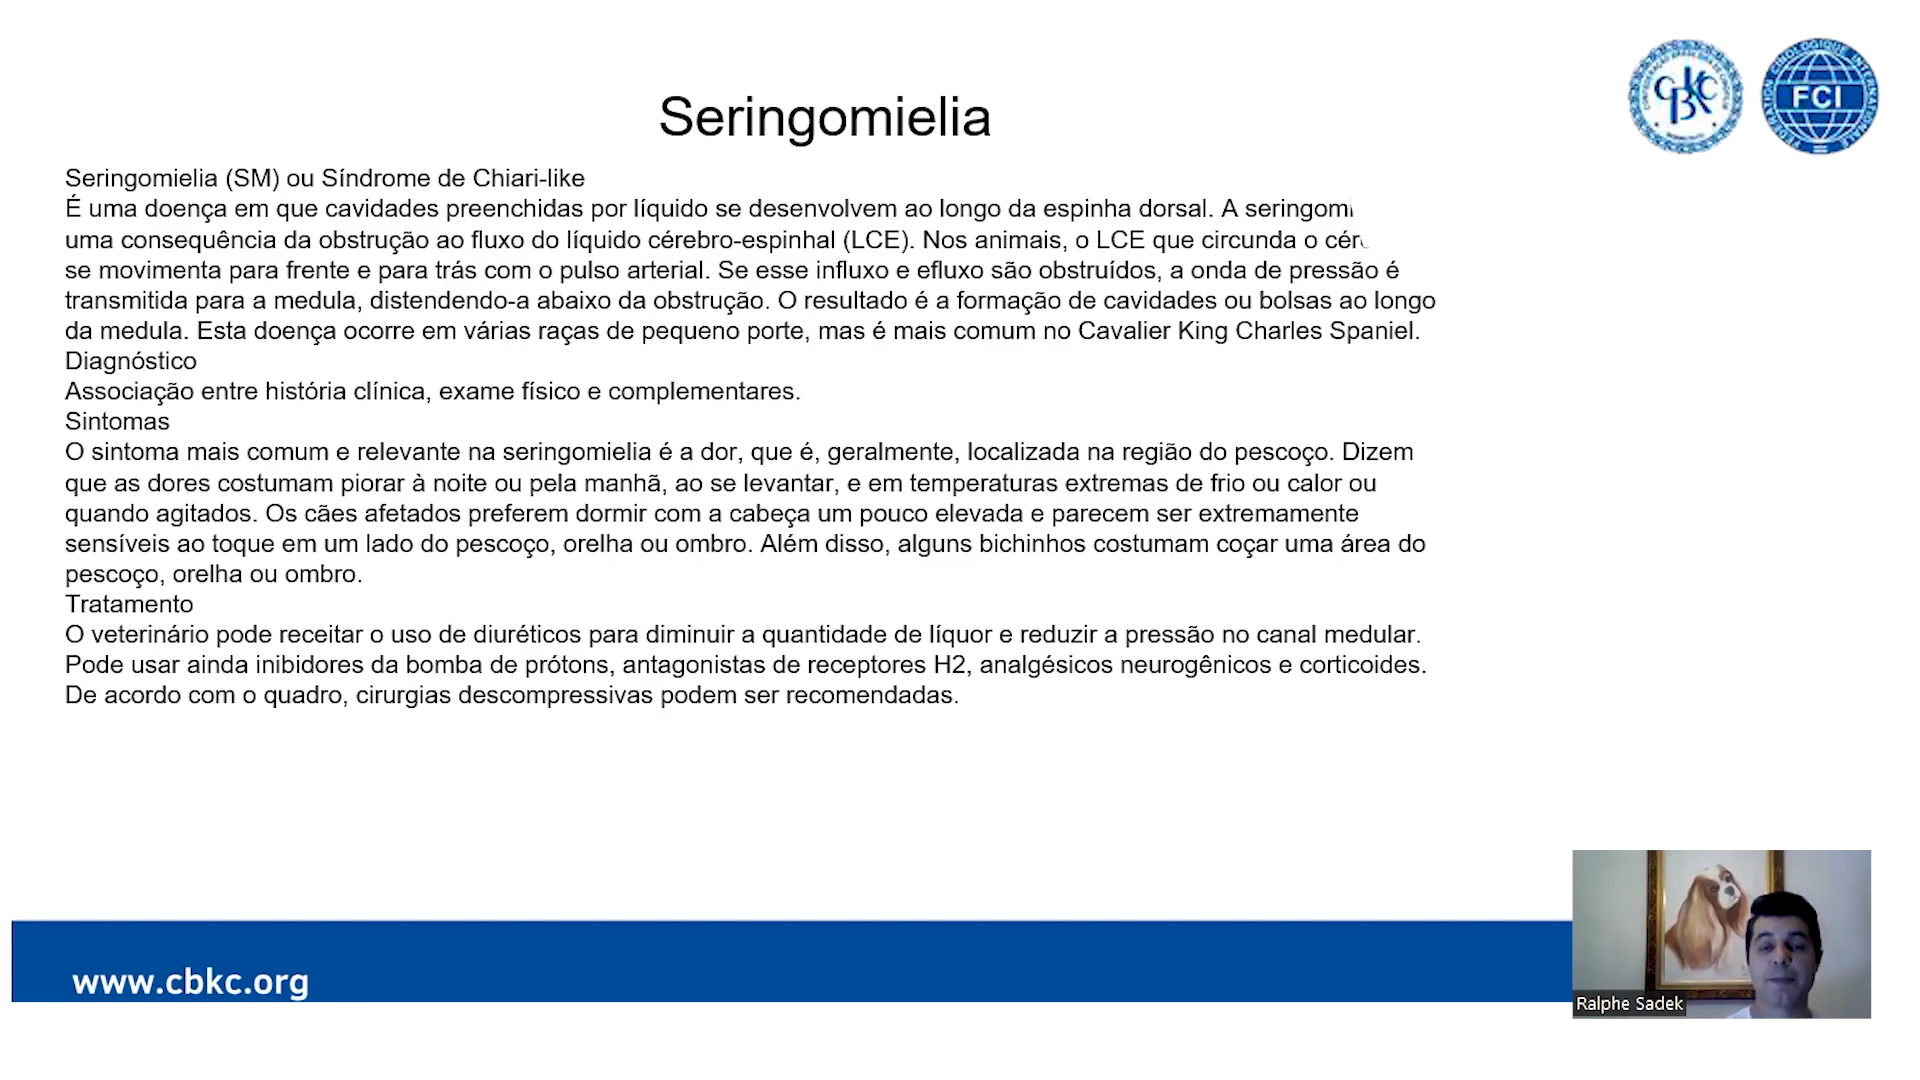 Seringomielia
Seringomielia (SM) ou Síndrome de Chiari-like
É uma doença em que cavidades preenchidas por líquido se desenvolvem ao longo da espinha dorsal. A
uma consequência da obstrução ao fluxo do líquido cérebro-espinhal (LCE). Nos animais, o LCE que circunda o
se movimenta para frente e para trás com o pulso arterial. Se esse influxo e efluxo são obstruídos, a onda de pressão é
transmitida para a medula, distendendo-a abaixo da obstrução. O resultado é a formação de cavidades ou bolsas ao longo
da medula. Esta doença ocorre em várias raças de pequeno porte, mas é mais comum no Cavalier King Charles Spaniel.
Diagnóstico
Associação entre história clínica, exame físico e complementares.
Sintomas
O sintoma mais comum e relevante na seringomielia é a dor, que é, geralmente, localizada na região do pescoço. Dizem
que as dores costumam piorar à noite ou pela manhã, ao se levantar, e em temperaturas extremas de frio ou calor ou
quando agitados. Os cães afetados preferem dormir com a cabeça um pouco elevada e parecem ser extremamente
sensíveis ao toque em um lado do pescoço, orelha ou ombro. Além disso, alguns bichinhos costumam coçar uma área do
pescoço, orelha ou ombro.
Tratamento
O veterinário pode receitar o uso de diuréticos para diminuir a quantidade de líquor e reduzir a pressão no canal medular.
Pode usar ainda inibidores da bomba de prótons, antagonistas de receptores H2, analgésicos neurogênicos e corticoides.
De acordo com o quadro, cirurgias descompressivas podem ser recomendadas.
CBKC
FEDERATION CYNOLOGIQUE INTERNATIONALE
FCI
www.cbkc.org
Ralphe Sadek